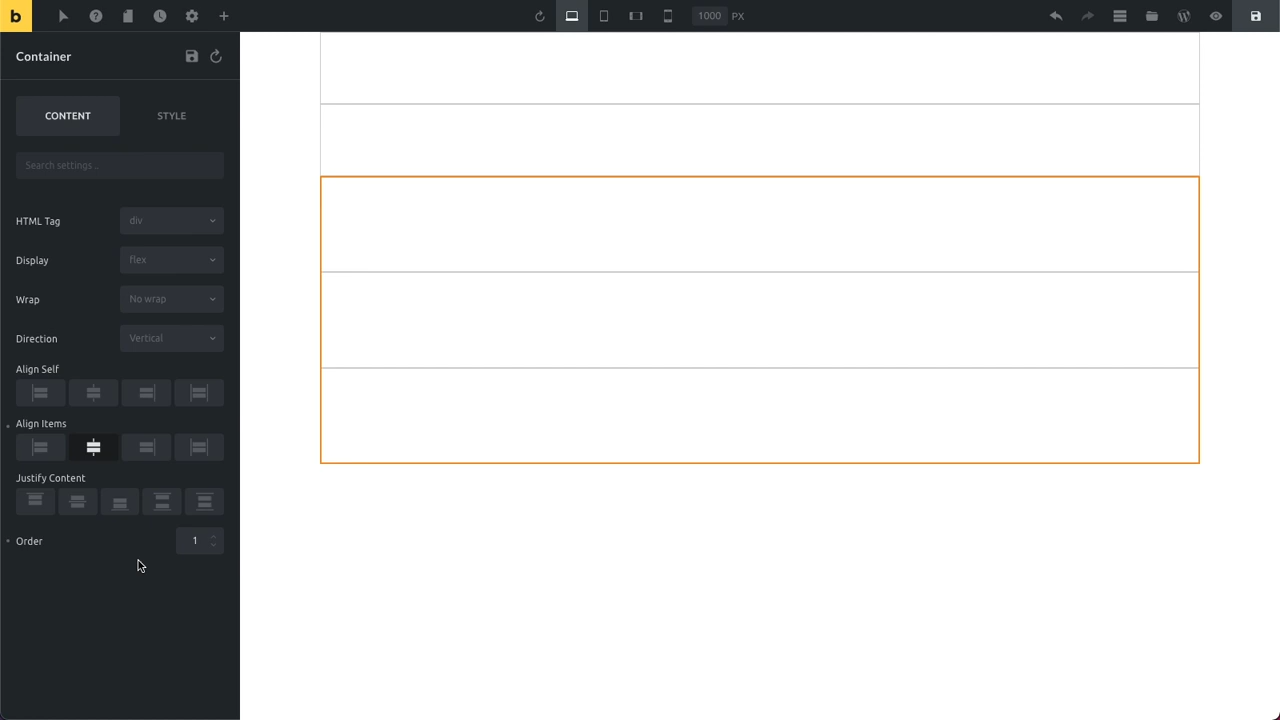 b
1000 PX
Container
CONTENT STYLE
Search settings ..
HTML Tag div
Display flex
Wrap No wrap
Direction Vertical
Align Self
Align Items
Justify Content
Order 1